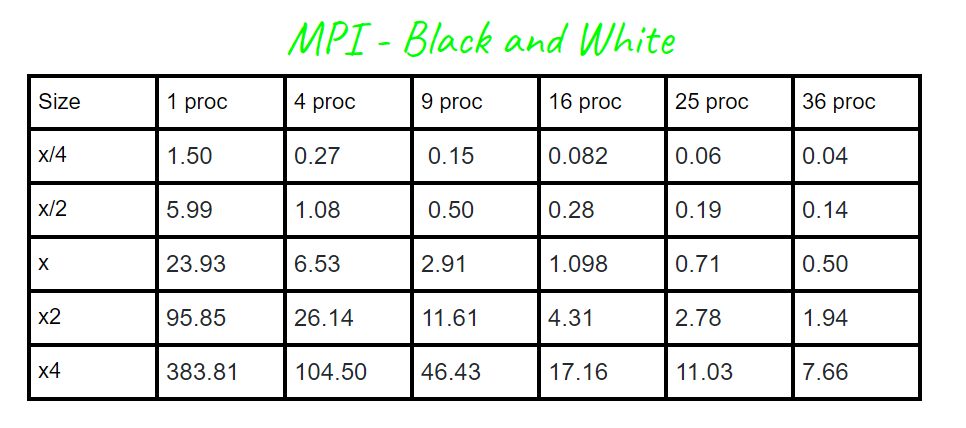 MPI - Black and White
Size 1 proc 4 proc 9 proc 16 proc 25 proc 36 proc
x/4 1.50 0.27 0.15 0.082 0.06 0.04
x/2 5.99 1.08 0.50 0.28 0.19 0.14
x 23.93 6.53 2.91 1.098 0.71 0.50
x2 95.85 26.14 11.61 4.31 2.78 1.94
x4 383.81 104.50 46.43 17.16 11.03 7.66